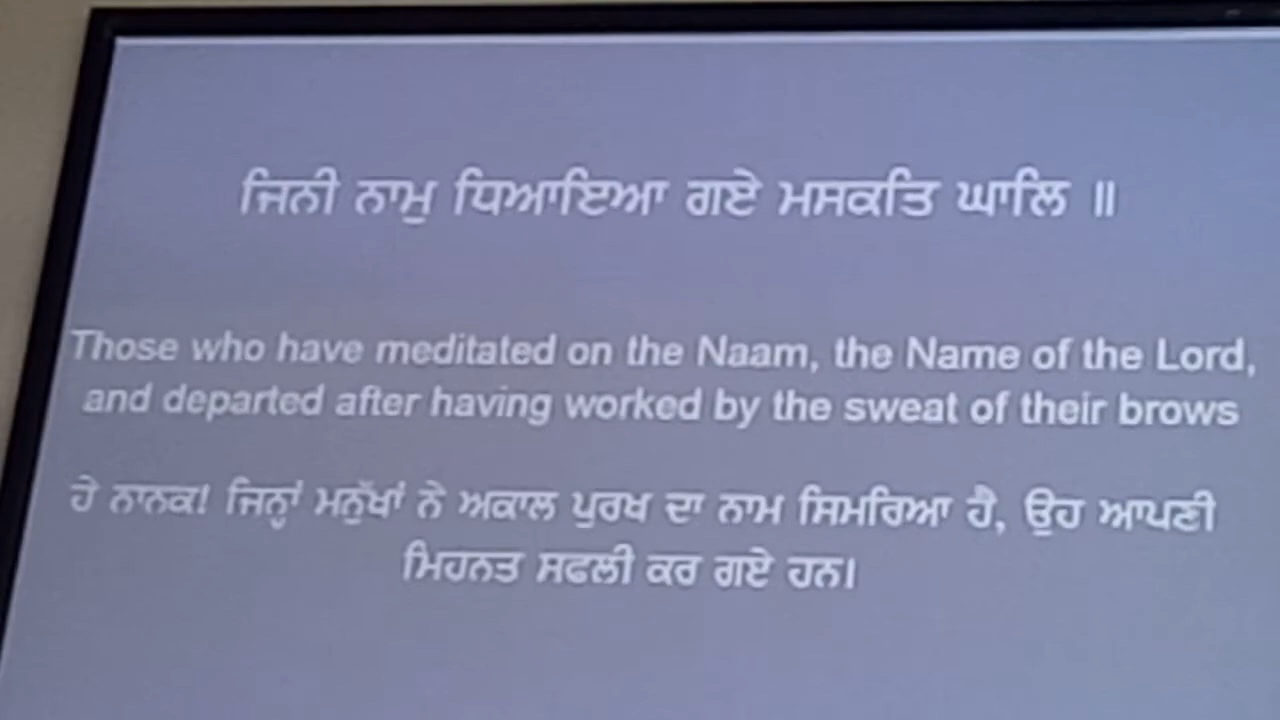 ਜਿਨੀ ਨਾਮੁ ਧਿਆਇਆ ਗਏ ਮਸਕਤਿ ਘਾਲਿ ॥
Those who have meditated on the Naam, the Name of the Lord,
and departed after having worked by the sweat of their brows
ਹੇ ਨਾਨਕ! ਜਿਨ੍ਹਾਂ ਮਨੁੱਖਾਂ ਨੇ ਅਕਾਲ ਪੁਰਖ ਦਾ ਨਾਮ ਸਿਮਰਿਆ ਹੈ, ਉਹ ਆਪਣੀ
ਮਿਹਨਤ ਸਫਲੀ ਕਰ ਗਏ ਹਨ।